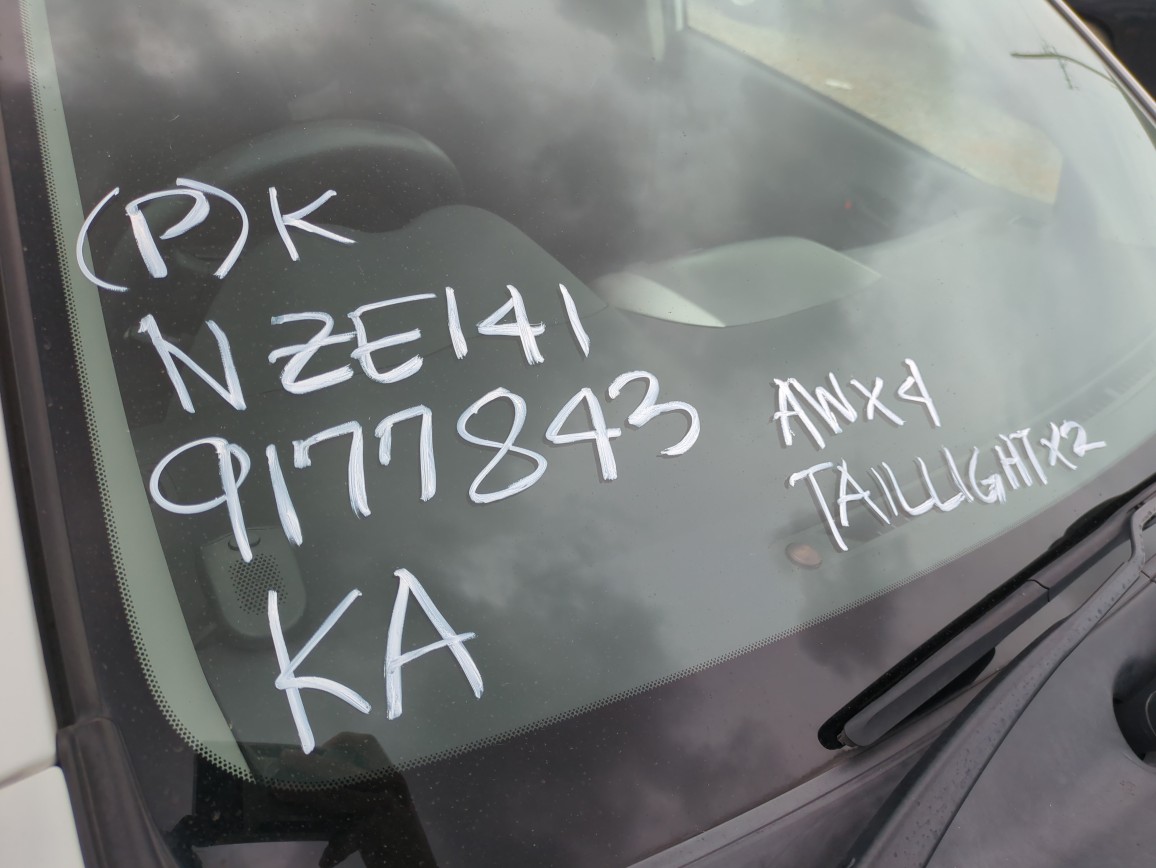 (P) K
NZE141
9177843
KA
AWX4
TAILLIGHTX2